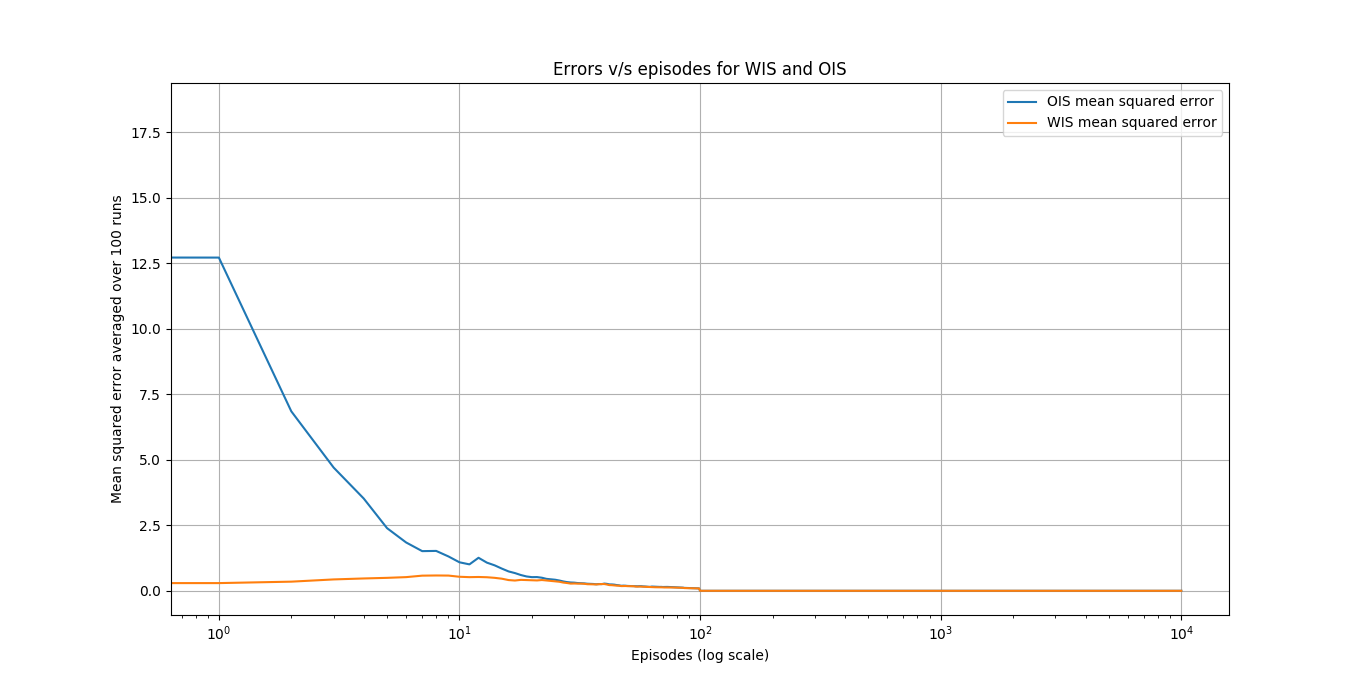 Errors v/s episodes for WIS and OIS
OIS mean squared error
WIS mean squared error
Mean squared error averaged over 100 runs
17.5
15.0
12.5
10.0
7.5
5.0
2.5
0.0
10⁰ 10¹ 10² 10³ 10⁴
Episodes (log scale)